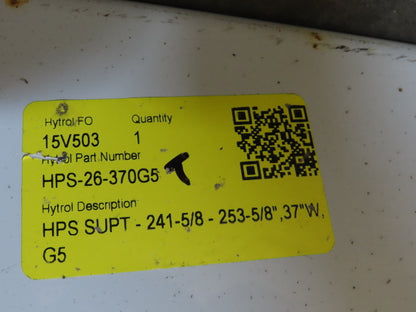 Hytrol FO Quantity
15V503 1
Hytrol Part Number
HPS-26-370G5
Hytrol Description
HPS SUPT - 241-5/8 - 253-5/8",37"W,
G5